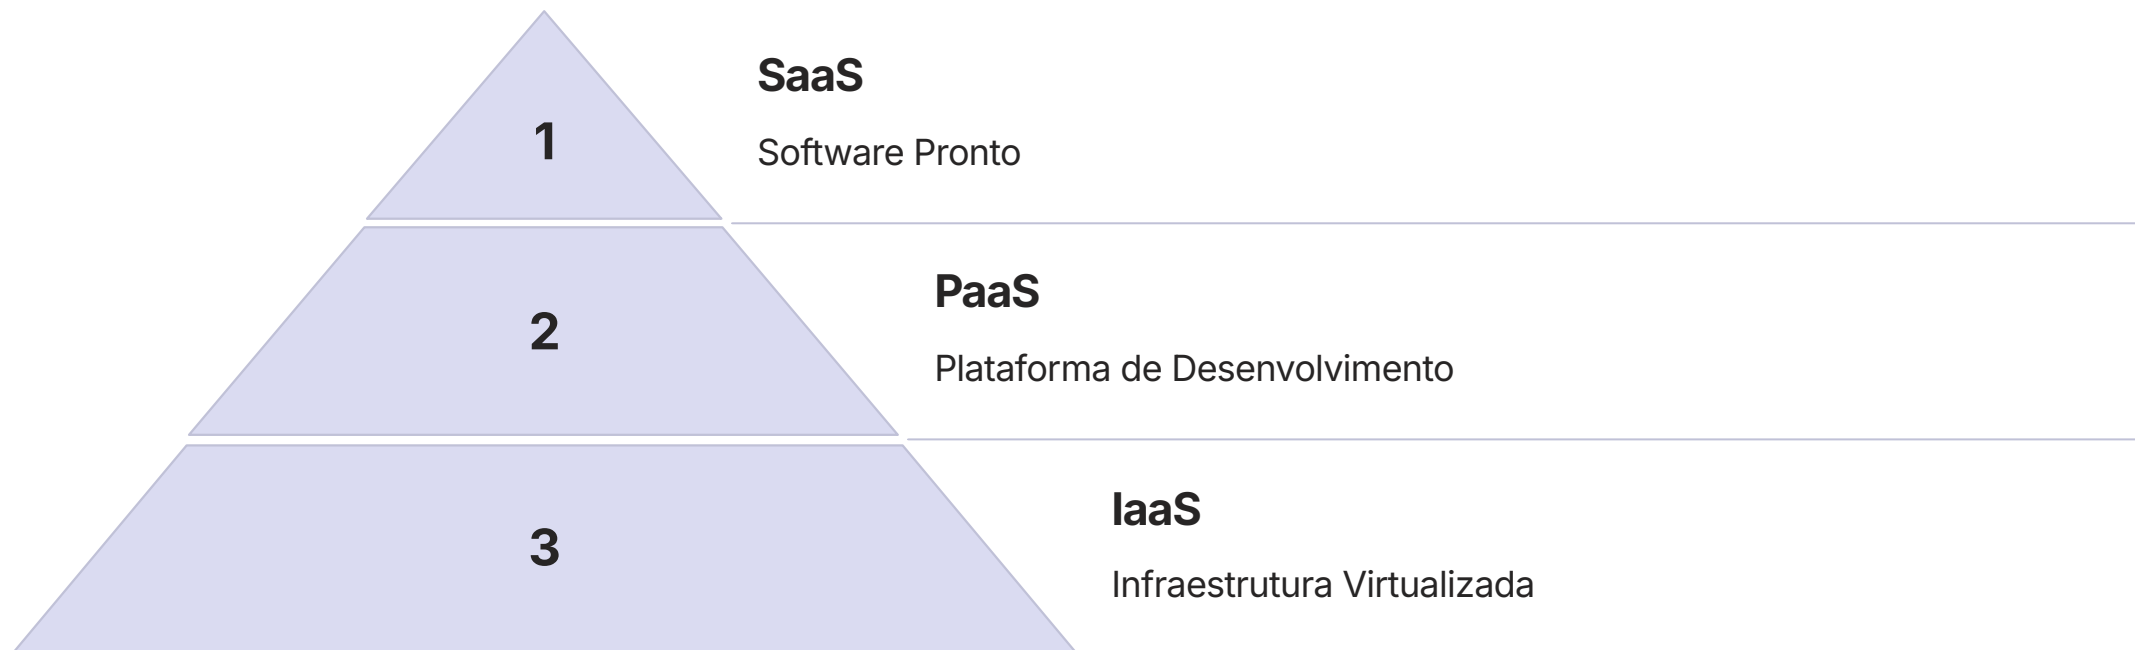 1
SaaS
Software Pronto
2
PaaS
Plataforma de Desenvolvimento
3
IaaS
Infraestrutura Virtualizada